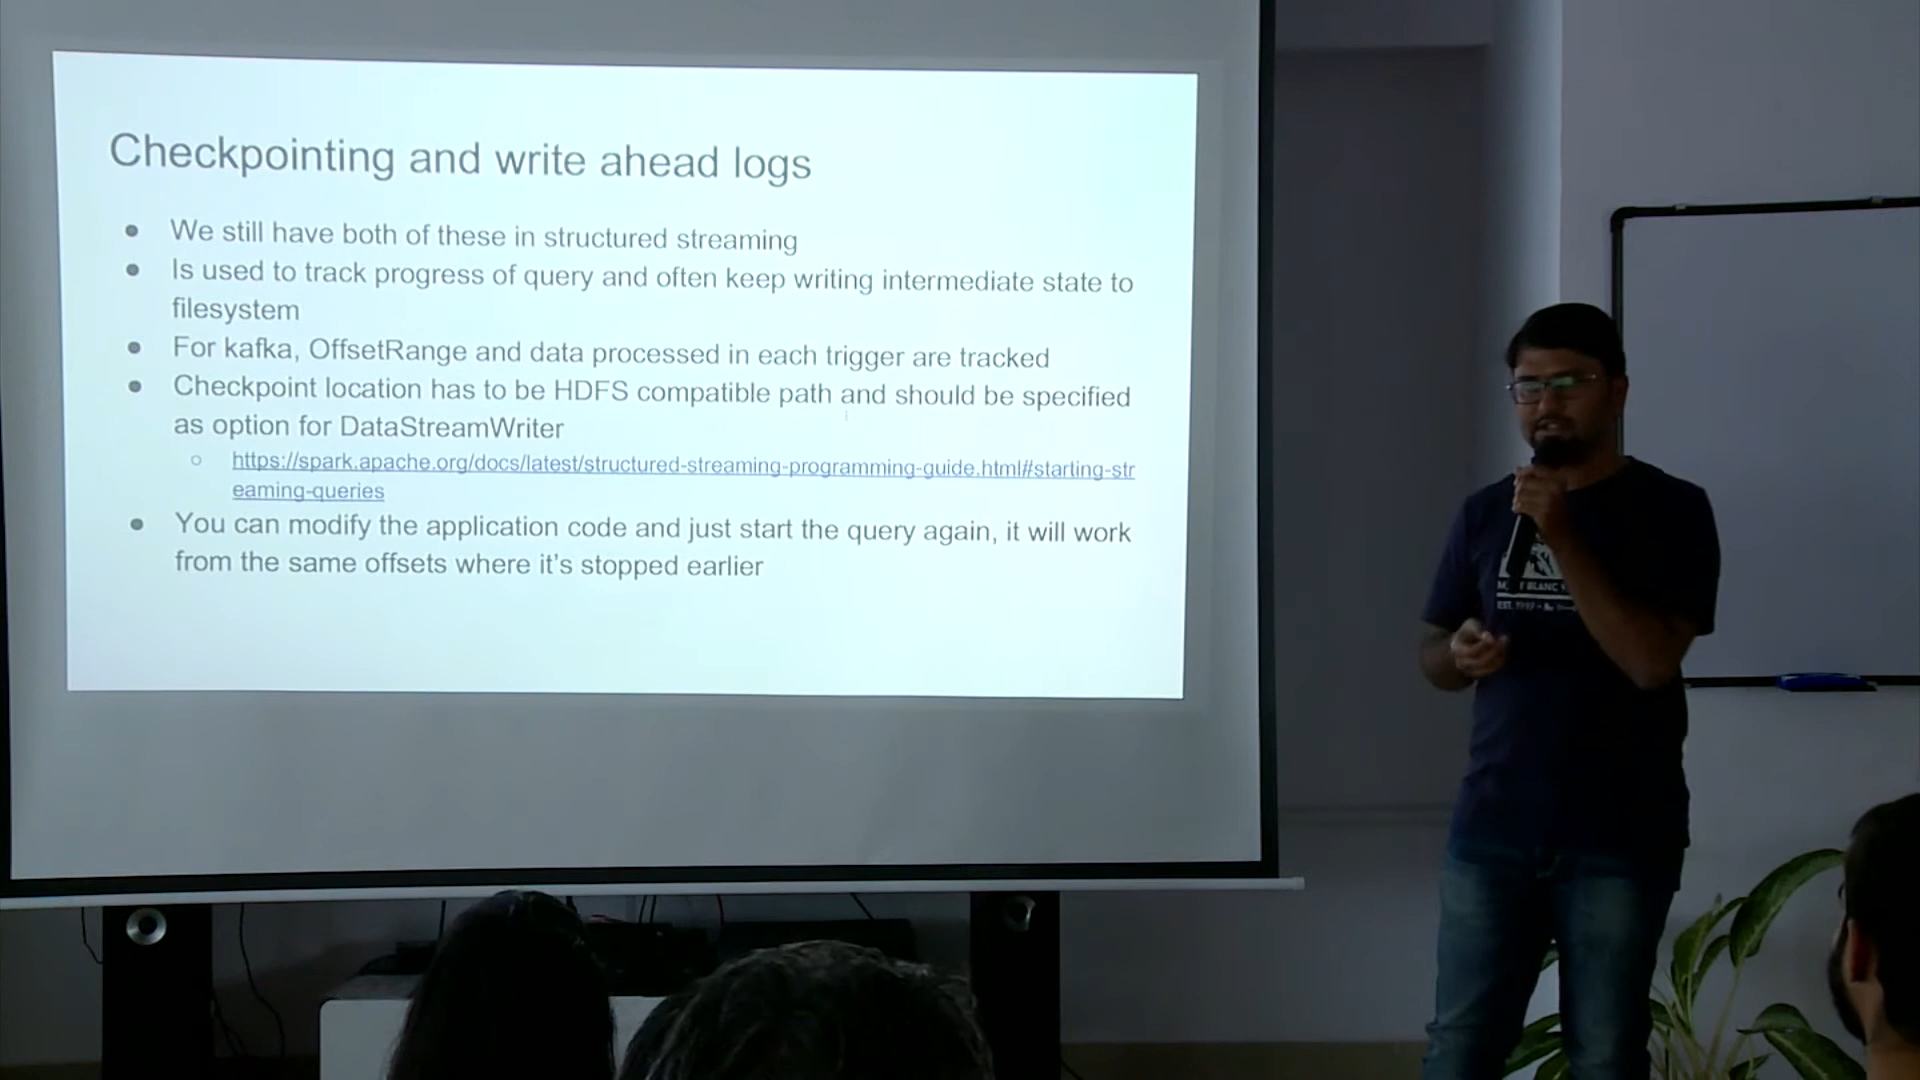 Checkpointing and write ahead logs
● We still have both of these in structured streaming
● Is used to track progress of query and often keep writing intermediate state to
filesystem
● For kafka, OffsetRange and data processed in each trigger are tracked
● Checkpoint location has to be HDFS compatible path and should be specified
as option for DataStreamWriter
○ https://spark.apache.org/docs/latest/structured-streaming-programming-guide.html#starting-str
eaming-queries
● You can modify the application code and just start the query again, it will work
from the same offsets where it's stopped earlier
BLANC
EST.